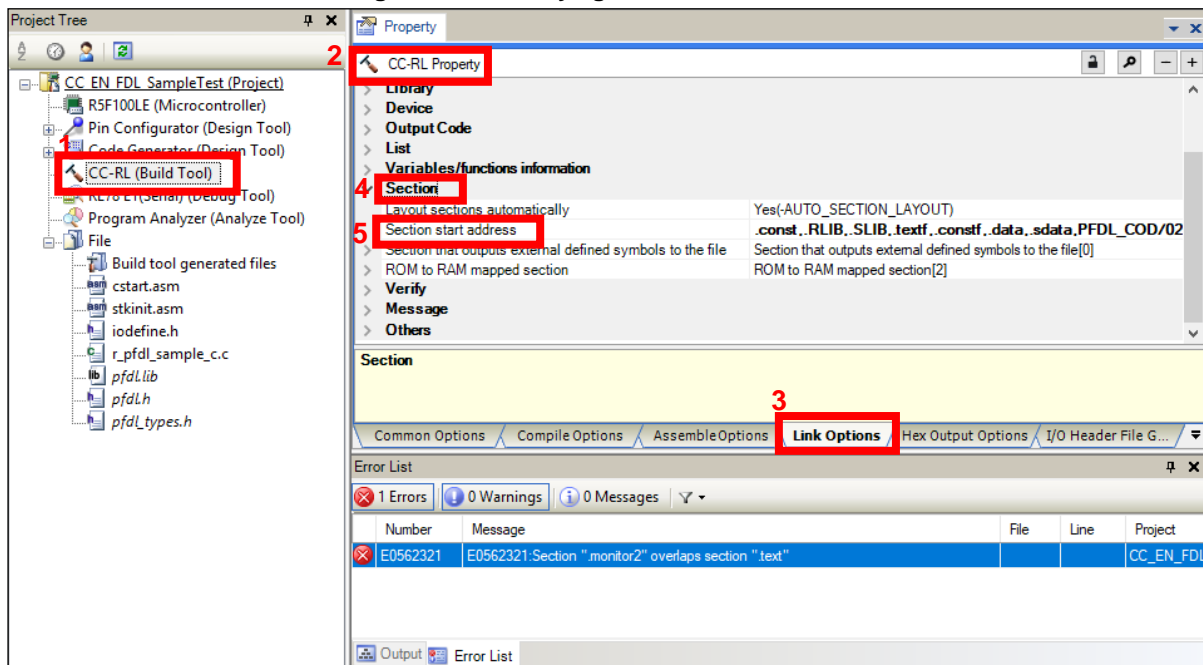 Project Tree
CC_EN_FDL_SampleTest (Project)
R5F100LE (Microcontroller)
Pin Configurator (Design Tool)
1
Code Generator (Design Tool)
CC-RL (Build Tool)
RL78 E1(Serial) (Debug Tool)
Program Analyzer (Analyze Tool)
File
Build tool generated files
cstart.asm
stkinit.asm
iodefine.h
r_pfdl_sample_c.c
pfdl.lib
pfdl.h
pfdl_types.h
Property
2
CC-RL Property
Library
Device
Output Code
List
Variables/functions information
4
Section
Layout sections automatically Yes(-AUTO_SECTION_LAYOUT)
5
Section start address .const,.RLIB,.SLIB,.textf,.constf,.data,.sdata,PFDL_COD/02
Section that outputs external defined symbols to the file Section that outputs external defined symbols to the file[0]
ROM to RAM mapped section ROM to RAM mapped section[2]
Verify
Message
Others
Section
3
Common Options Compile Options Assemble Options Link Options Hex Output Options I/O Header File G...
Error List
1 Errors 0 Warnings 0 Messages
Number Message File Line Project
E0562321 E0562321:Section ".monitor2" overlaps section ".text" CC_EN_FDL
Output Error List